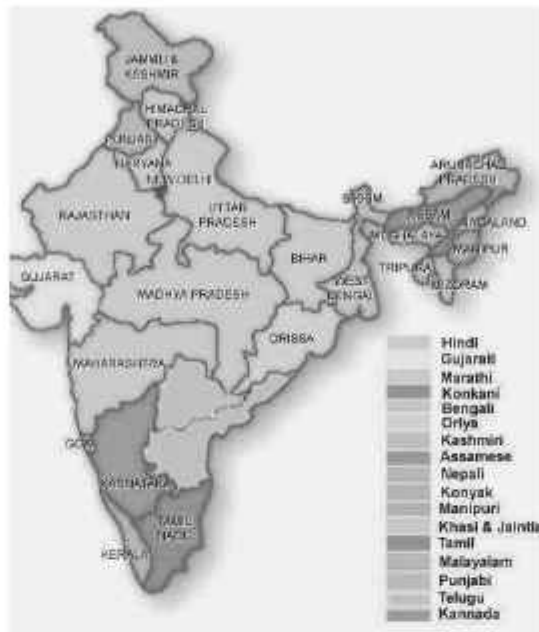 JAMMU &
KASHMIR
HIMACHAL
PRADESH
PUNJAB
HARYANA
NEW DELHI
RAJASTHAN
UTTAR
PRADESH
SIKKIM
ARUNACHAL
PRADESH
ASSAM
NAGALAND
MEGHALAYA
MANIPUR
TRIPURA
MIZORAM
BIHAR
WEST
BENGAL
GUJARAT
MADHYA PRADESH
ORISSA
MAHARASHTRA
GOA
KARNATAKA
TAMIL
NADU
KERALA
Hindi
Gujarati
Marathi
Konkani
Bengali
Oriya
Kashmiri
Assamese
Nepali
Konyak
Manipuri
Khasi & Jaintia
Tamil
Malayalam
Punjabi
Telugu
Kannada